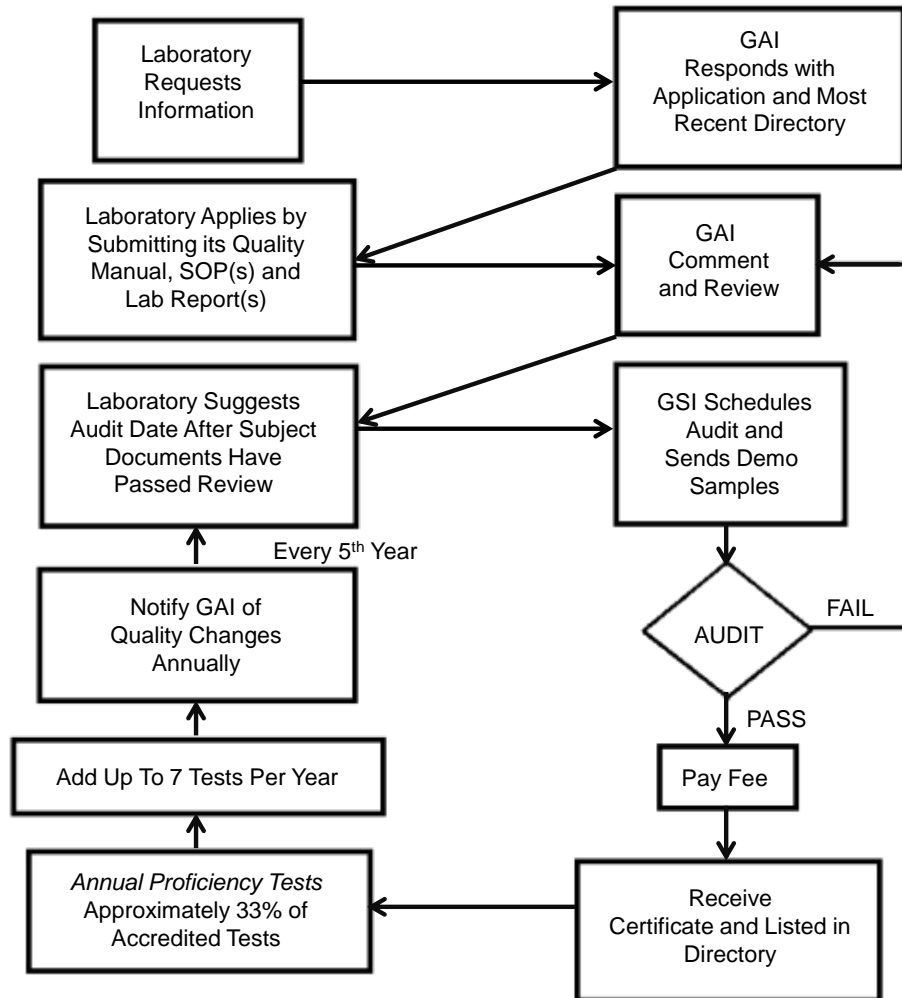 Laboratory
Requests
Information
GAI
Responds with
Application and Most
Recent Directory
Laboratory Applies by
Submitting its Quality
Manual, SOP(s) and
Lab Report(s)
GAI
Comment
and Review
Laboratory Suggests
Audit Date After Subject
Documents Have
Passed Review
GSI Schedules
Audit and
Sends Demo
Samples
Every 5th Year
Notify GAI of
Quality Changes
Annually
AUDIT
FAIL
PASS
Add Up To 7 Tests Per Year
Pay Fee
Annual Proficiency Tests
Approximately 33% of
Accredited Tests
Receive
Certificate and Listed in
Directory